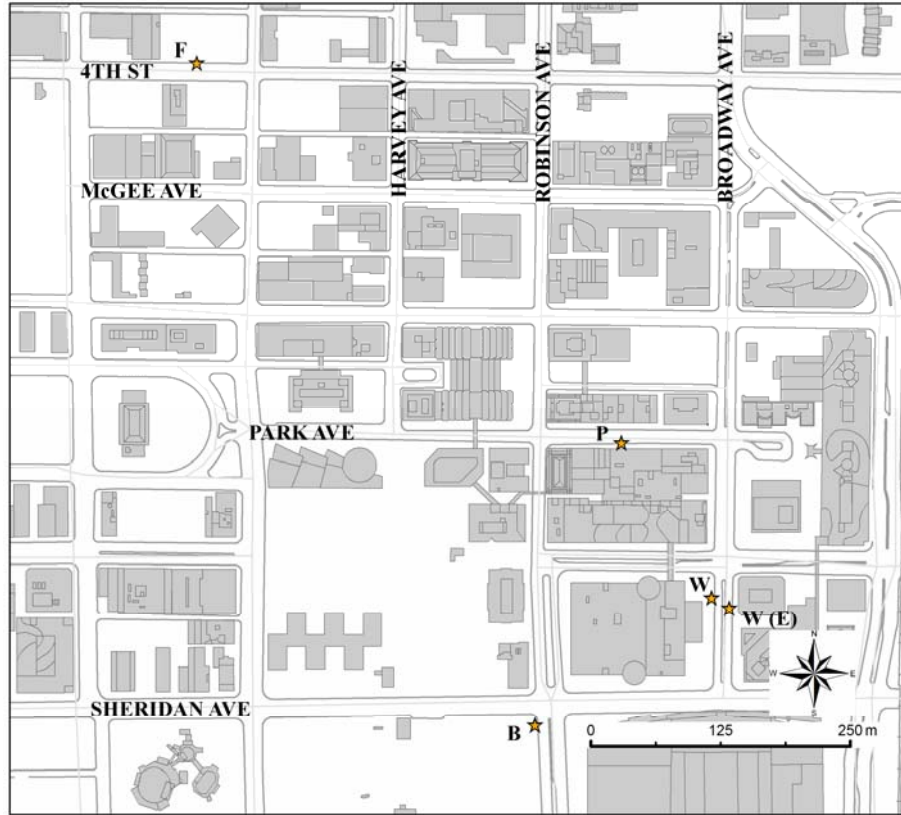 F
4TH ST
HARVEY AVE
ROBINSON AVE
BROADWAY AVE
McGEE AVE
PARK AVE
P
W
W (E)
N
W E
S
SHERIDAN AVE
B
0 125 250 m